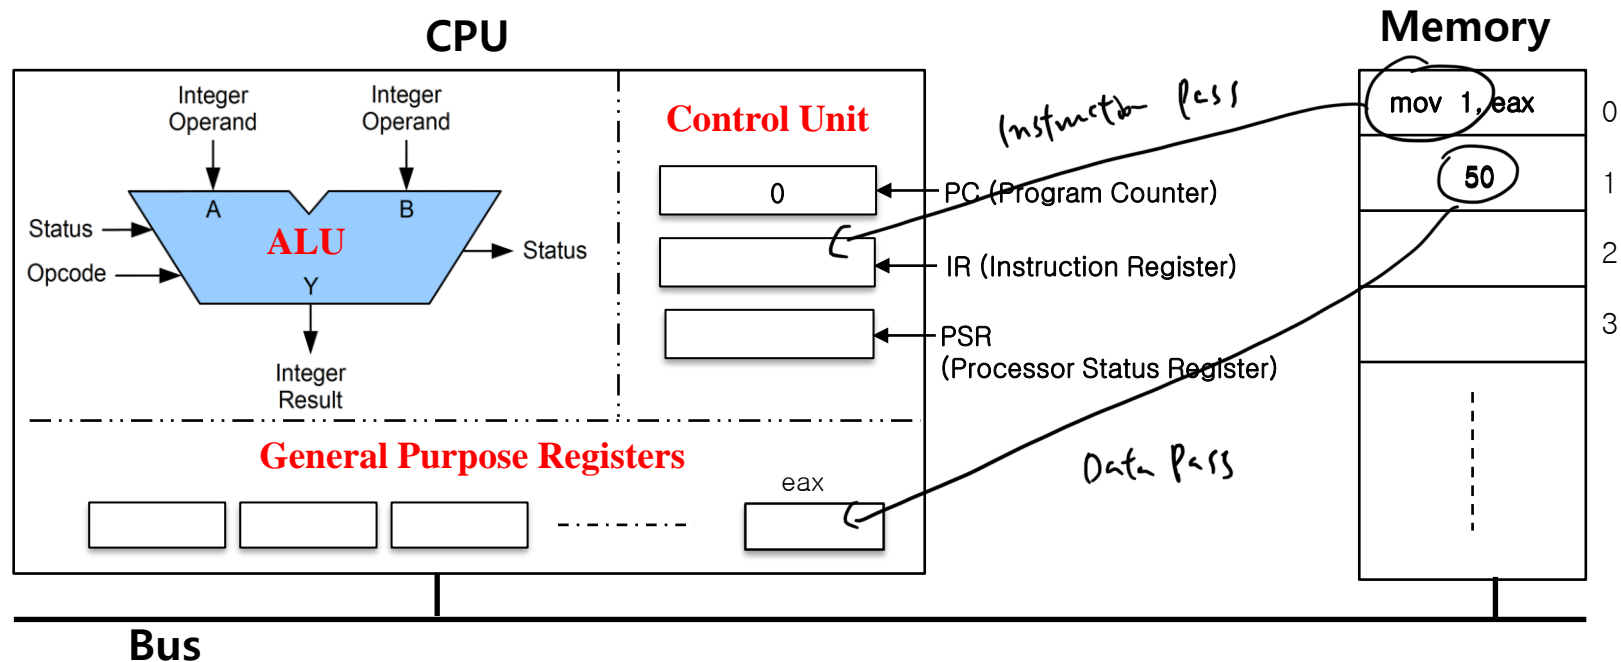 CPU
Memory
Integer Operand
Integer Operand
Control Unit
Instruction Pass
mov 1, eax
0
A
B
0
PC (Program Counter)
50
1
Status
ALU
Status
Opcode
Y
IR (Instruction Register)
2
PSR
(Processor Status Register)
3
Integer
Result
General Purpose Registers
Data Pass
eax
Bus